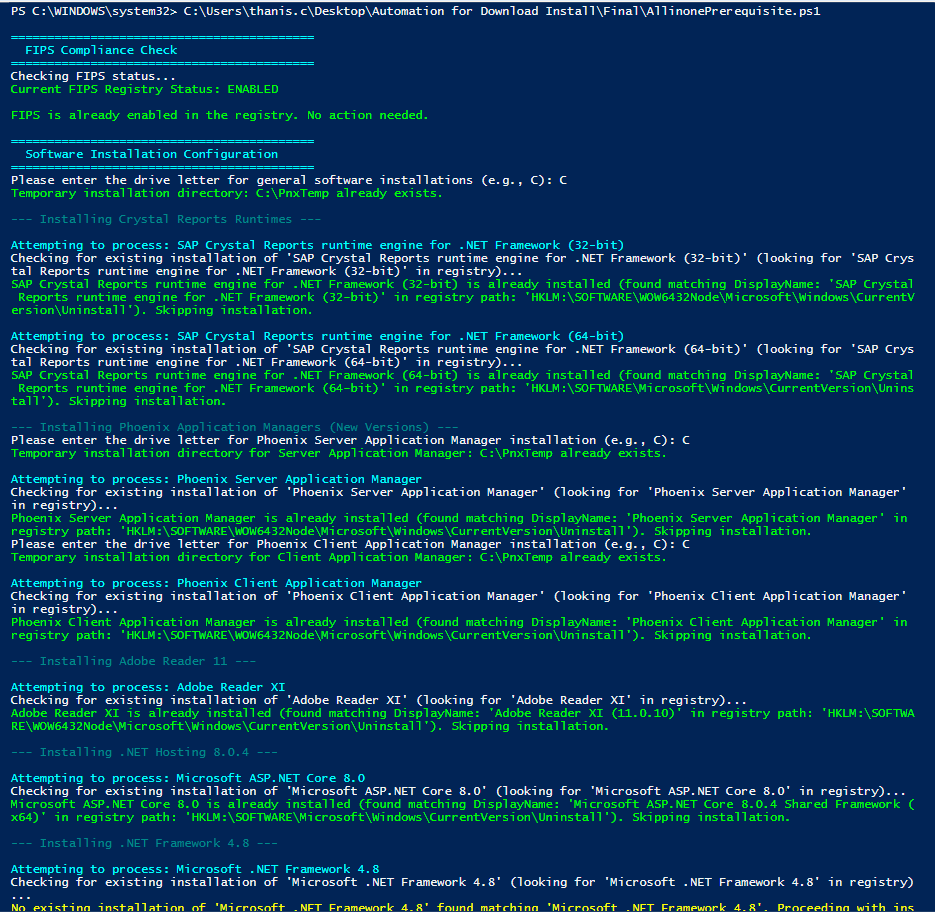 PS C:\WINDOWS\system32> C:\Users\thanis.c\Desktop\Automation for Download Install\Final\AllinonePrerequisite.ps1
==========================================
  FIPS Compliance Check
==========================================
Checking FIPS status...
Current FIPS Registry Status: ENABLED
FIPS is already enabled in the registry. No action needed.
==========================================
  Software Installation Configuration
==========================================
Please enter the drive letter for general software installations (e.g., C): C
Temporary installation directory: C:\PnxTemp already exists.
--- Installing Crystal Reports Runtimes ---
Attempting to process: SAP Crystal Reports runtime engine for .NET Framework (32-bit)
Checking for existing installation of 'SAP Crystal Reports runtime engine for .NET Framework (32-bit)' (looking for 'SAP Crys
tal Reports runtime engine for .NET Framework (32-bit)' in registry)...
SAP Crystal Reports runtime engine for .NET Framework (32-bit) is already installed (found matching DisplayName: 'SAP Crystal
 Reports runtime engine for .NET Framework (32-bit)' in registry path: 'HKLM:\SOFTWARE\WOW6432Node\Microsoft\Windows\CurrentV
ersion\Uninstall'). Skipping installation.
Attempting to process: SAP Crystal Reports runtime engine for .NET Framework (64-bit)
Checking for existing installation of 'SAP Crystal Reports runtime engine for .NET Framework (64-bit)' (looking for 'SAP Crys
tal Reports runtime engine for .NET Framework (64-bit)' in registry)...
SAP Crystal Reports runtime engine for .NET Framework (64-bit) is already installed (found matching DisplayName: 'SAP Crystal
 Reports runtime engine for .NET Framework (64-bit)' in registry path: 'HKLM:\SOFTWARE\Microsoft\Windows\CurrentVersion\Unins
tall'). Skipping installation.
--- Installing Phoenix Application Managers (New Versions) ---
Please enter the drive letter for Phoenix Server Application Manager installation (e.g., C): C
Temporary installation directory for Server Application Manager: C:\PnxTemp already exists.
Attempting to process: Phoenix Server Application Manager
Checking for existing installation of 'Phoenix Server Application Manager' (looking for 'Phoenix Server Application Manager'
in registry)...
Phoenix Server Application Manager is already installed (found matching DisplayName: 'Phoenix Server Application Manager' in
registry path: 'HKLM:\SOFTWARE\WOW6432Node\Microsoft\Windows\CurrentVersion\Uninstall'). Skipping installation.
Please enter the drive letter for Phoenix Client Application Manager installation (e.g., C): C
Temporary installation directory for Client Application Manager: C:\PnxTemp already exists.
Attempting to process: Phoenix Client Application Manager
Checking for existing installation of 'Phoenix Client Application Manager' (looking for 'Phoenix Client Application Manager'
in registry)...
Phoenix Client Application Manager is already installed (found matching DisplayName: 'Phoenix Client Application Manager' in
registry path: 'HKLM:\SOFTWARE\WOW6432Node\Microsoft\Windows\CurrentVersion\Uninstall'). Skipping installation.
--- Installing Adobe Reader 11 ---
Attempting to process: Adobe Reader XI
Checking for existing installation of 'Adobe Reader XI' (looking for 'Adobe Reader XI' in registry)...
Adobe Reader XI is already installed (found matching DisplayName: 'Adobe Reader XI (11.0.10)' in registry path: 'HKLM:\SOFTWA
RE\WOW6432Node\Microsoft\Windows\CurrentVersion\Uninstall'). Skipping installation.
--- Installing .NET Hosting 8.0.4 ---
Attempting to process: Microsoft ASP.NET Core 8.0
Checking for existing installation of 'Microsoft ASP.NET Core 8.0' (looking for 'Microsoft ASP.NET Core 8.0' in registry)...
Microsoft ASP.NET Core 8.0 is already installed (found matching DisplayName: 'Microsoft ASP.NET Core 8.0.4 Shared Framework (
x64)' in registry path: 'HKLM:\SOFTWARE\Microsoft\Windows\CurrentVersion\Uninstall'). Skipping installation.
--- Installing .NET Framework 4.8 ---
Attempting to process: Microsoft .NET Framework 4.8
Checking for existing installation of 'Microsoft .NET Framework 4.8' (looking for 'Microsoft .NET Framework 4.8' in registry)
...
No existing installation of 'Microsoft .NET Framework 4.8' found matching 'Microsoft .NET Framework 4.8'. Proceeding with ins